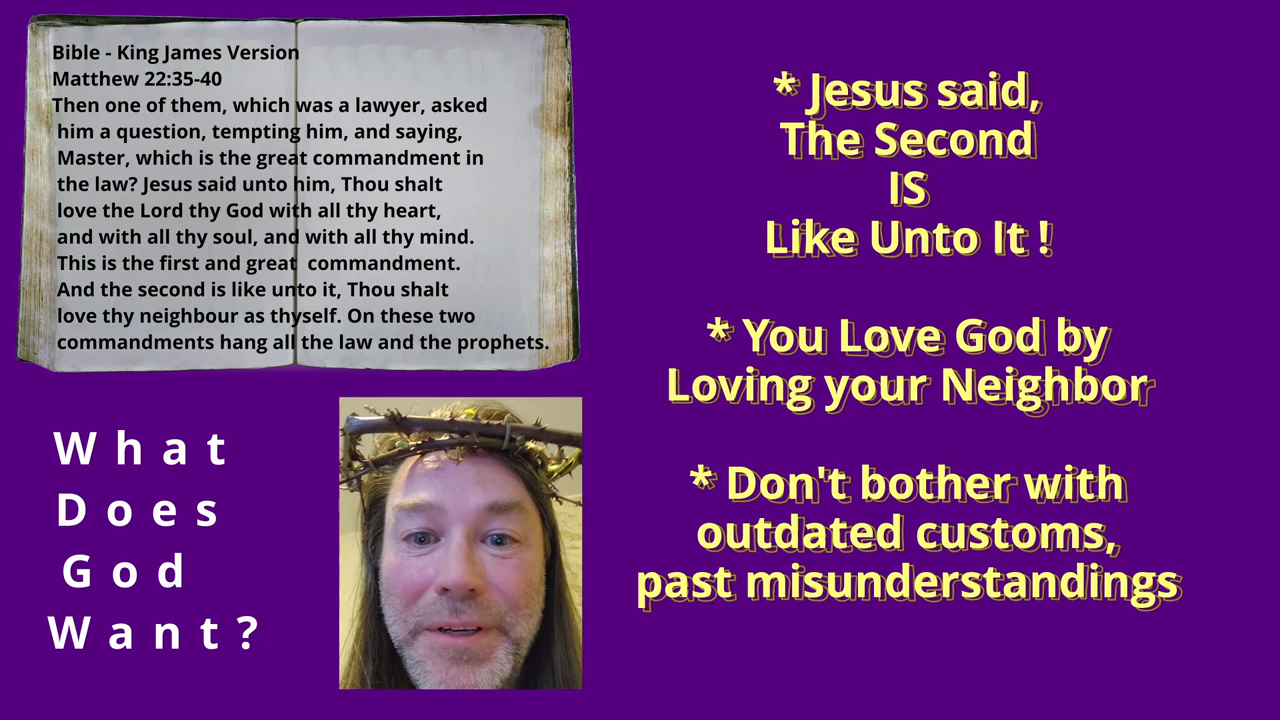 Bible - King James Version
Matthew 22:35-40
Then one of them, which was a lawyer, asked
him a question, tempting him, and saying,
Master, which is the great commandment in
the law? Jesus said unto him, Thou shalt
love the Lord thy God with all thy heart,
and with all thy soul, and with all thy mind.
This is the first and great commandment.
And the second is like unto it, Thou shalt
love thy neighbour as thyself. On these two
commandments hang all the law and the prophets.
What
Does
God
Want?
* Jesus said,
The Second
IS
Like Unto It !
* You Love God by
Loving your Neighbor
* Don't bother with
outdated customs,
past misunderstandings